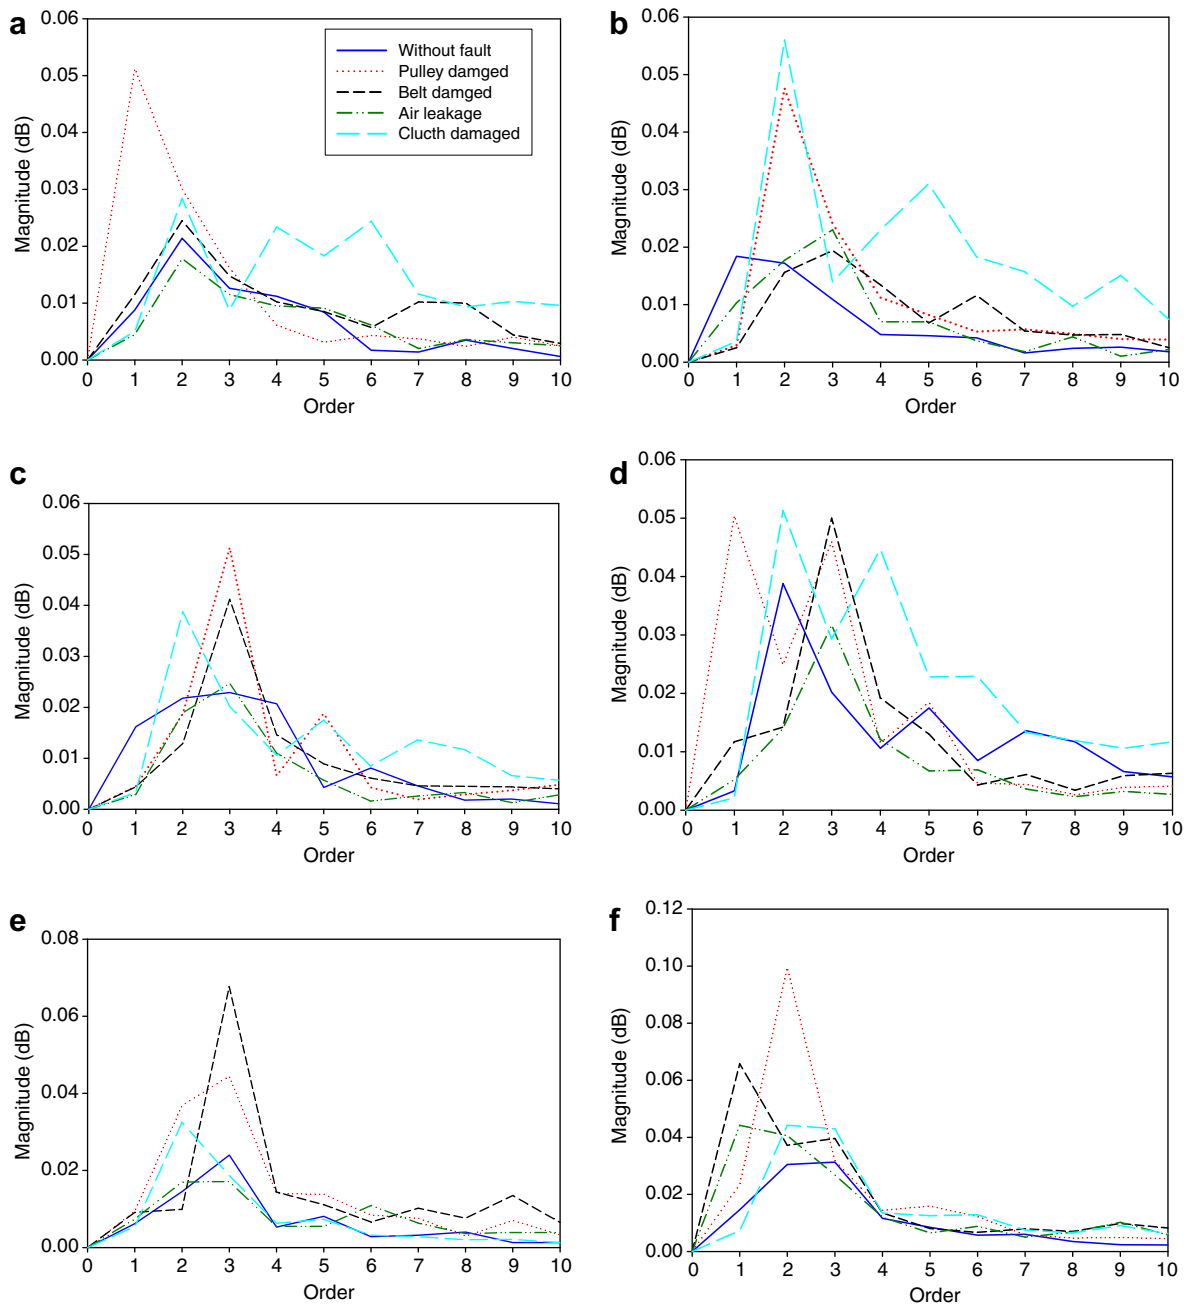 a
0.06
0.05
0.04
0.03
0.02
0.01
0.00
Magnitude (dB)
0 1 2 3 4 5 6 7 8 9 10
Order
Without fault
Pulley damged
Belt damged
Air leakage
Clucth damaged
b
0.06
0.05
0.04
0.03
0.02
0.01
0.00
Magnitude (dB)
0 1 2 3 4 5 6 7 8 9 10
Order
c
0.06
0.05
0.04
0.03
0.02
0.01
0.00
Magnitude (dB)
0 1 2 3 4 5 6 7 8 9 10
Order
d
0.06
0.05
0.04
0.03
0.02
0.01
0.00
Magnitude (dB)
0 1 2 3 4 5 6 7 8 9 10
Order
e
0.08
0.06
0.04
0.02
0.00
Magnitude (dB)
0 1 2 3 4 5 6 7 8 9 10
Order
f
0.12
0.10
0.08
0.06
0.04
0.02
0.00
Magnitude (dB)
0 1 2 3 4 5 6 7 8 9 10
Order